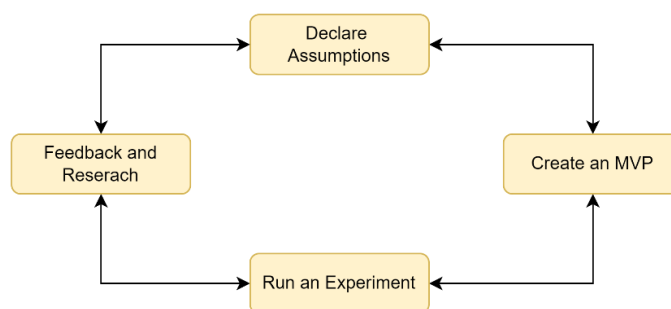 Declare
Assumptions
Feedback and
Reserach
Create an MVP
Run an Experiment